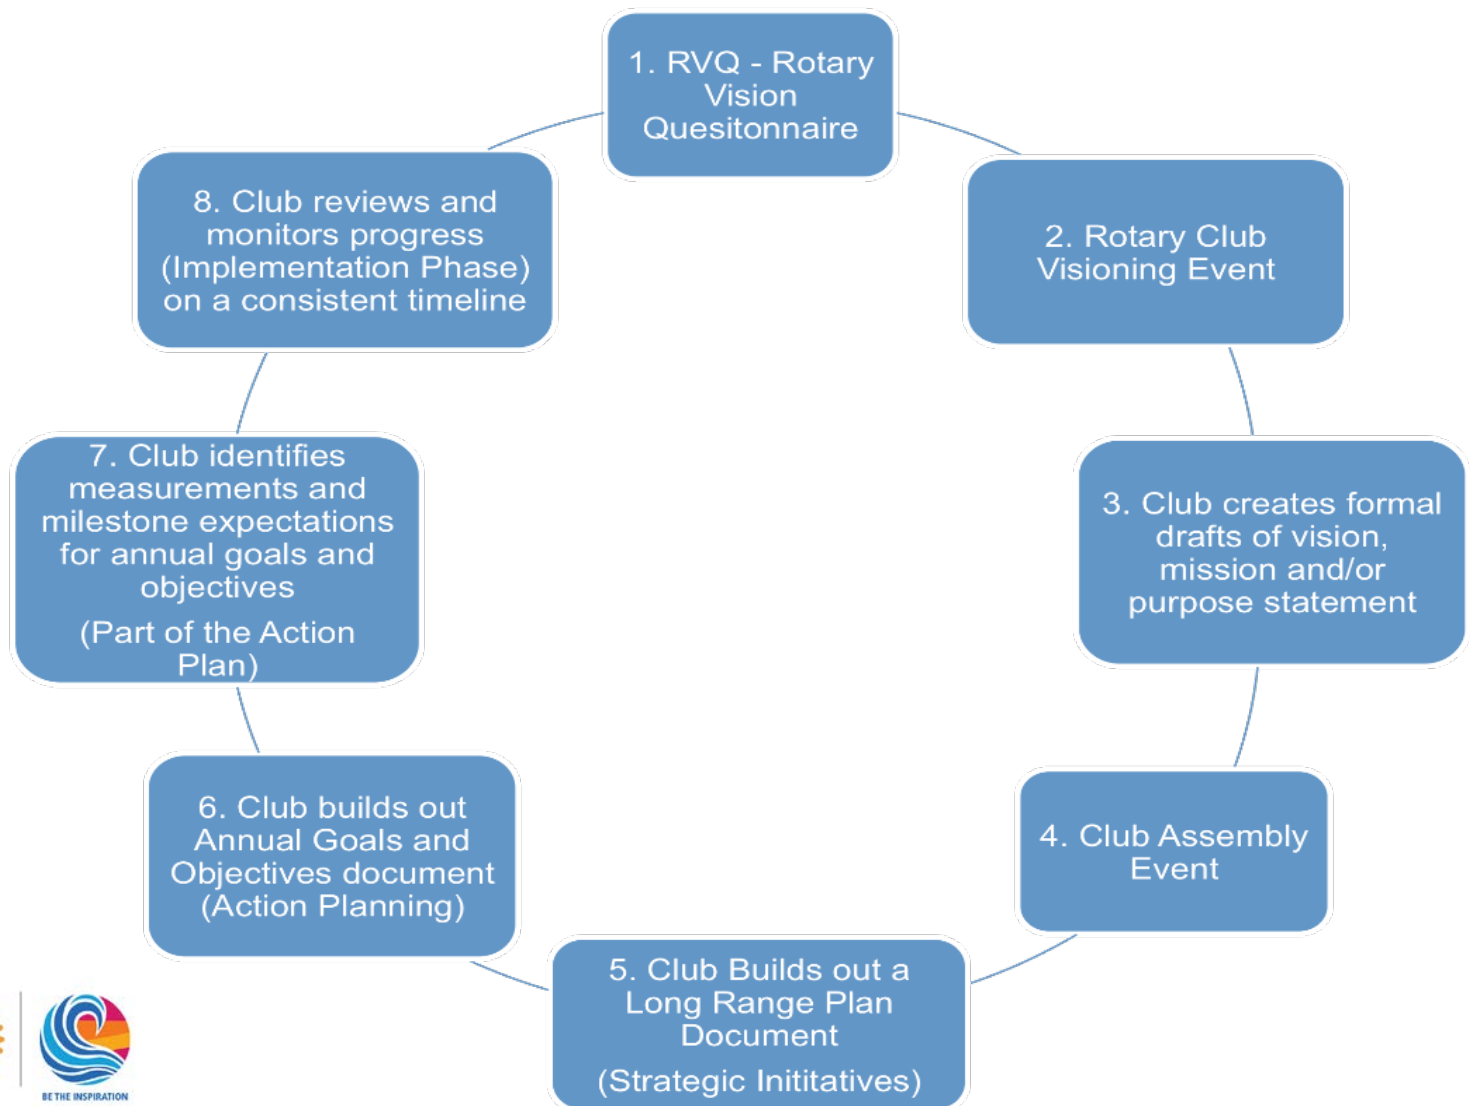 1. RVQ - Rotary
Vision
Quesitonnaire
2. Rotary Club
Visioning Event
3. Club creates formal
drafts of vision,
mission and/or
purpose statement
4. Club Assembly
Event
5. Club Builds out a
Long Range Plan
Document
(Strategic Inititatives)
6. Club builds out
Annual Goals and
Objectives document
(Action Planning)
7. Club identifies
measurements and
milestone expectations
for annual goals and
objectives
(Part of the Action
Plan)
8. Club reviews and
monitors progress
(Implementation Phase)
on a consistent timeline
BE THE INSPIRATION